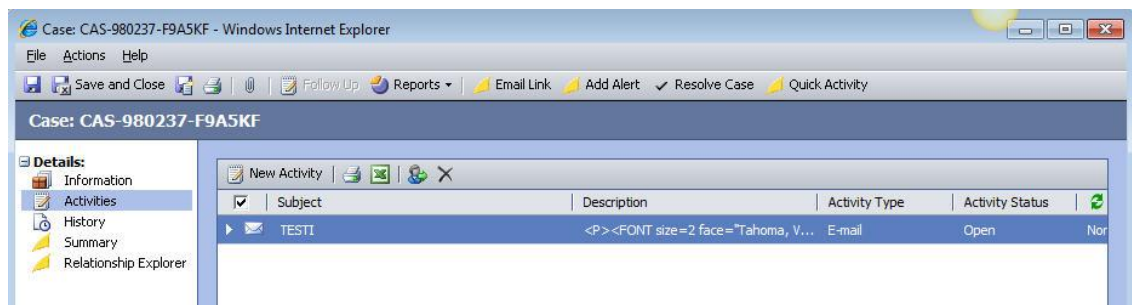 Case: CAS-980237-F9A5KF - Windows Internet Explorer
File Actions Help
Save and Close Follow Up Reports Email Link Add Alert Resolve Case Quick Activity
Case: CAS-980237-F9A5KF
Details:
Information
Activities
History
Summary
Relationship Explorer
New Activity
Subject Description Activity Type Activity Status
TESTI <P><FONT size=2 face="Tahoma, V... E-mail Open Nor